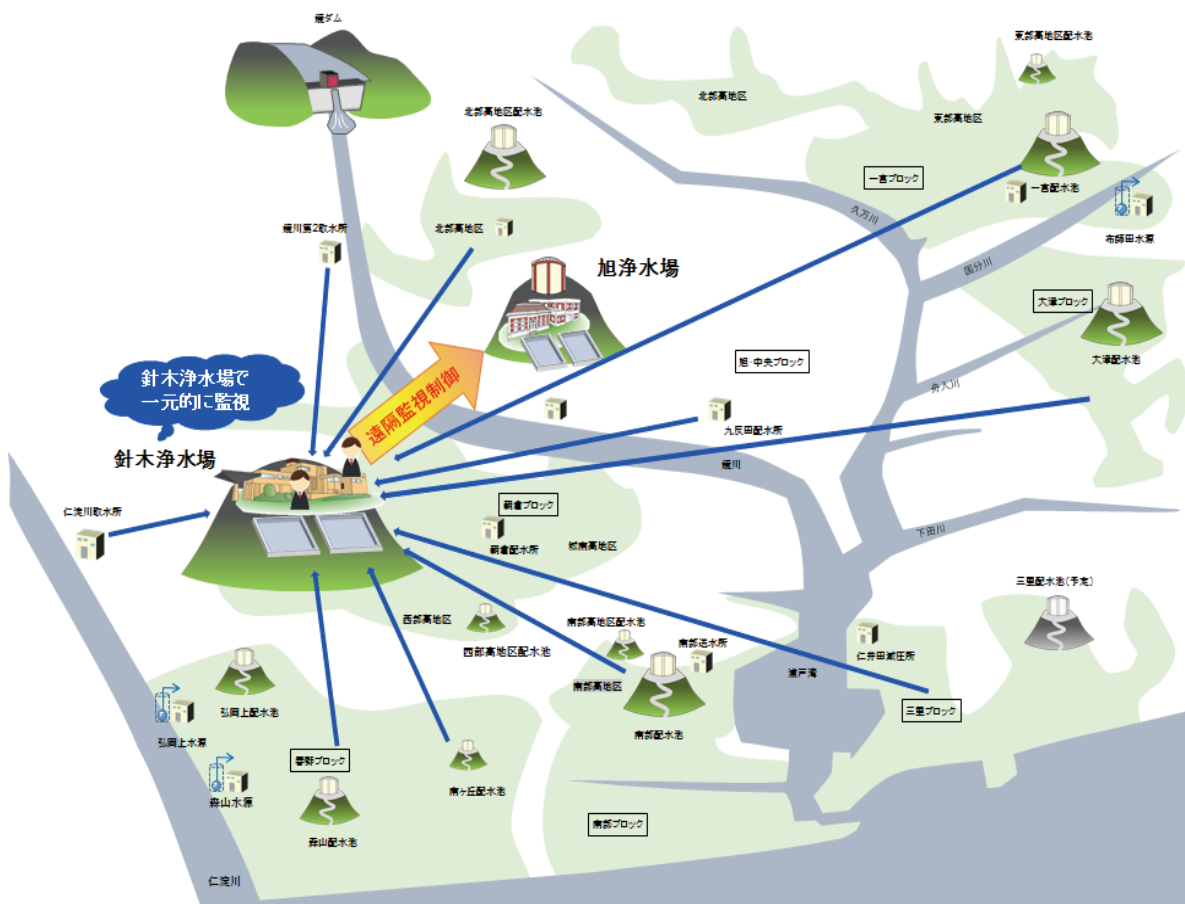 鏡ダム
東部高地区配水池
北部高地区
北部高地区配水池
東部高地区
一宮ブロック
一宮配水池
久万川
鏡川第2取水所
北部高地区
布師田水源
旭浄水場
国分川
大津ブロック
針木浄水場で
一元的に監視
遠隔監視制御
旭・中央ブロック
大津配水池
舟入川
九反田配水所
針木浄水場
鏡川
仁淀川取水所
朝倉ブロック
朝倉配水所
城南高地区
下田川
三里配水池(予定)
西部高地区
南部高地区配水池
西部高地区配水池
南部送水所
仁井田減圧所
浦戸湾
南部高地区
弘岡上配水池
三里ブロック
南部配水池
弘岡上水源
春野ブロック
南ヶ丘配水池
森山水源
南部ブロック
森山配水池
仁淀川